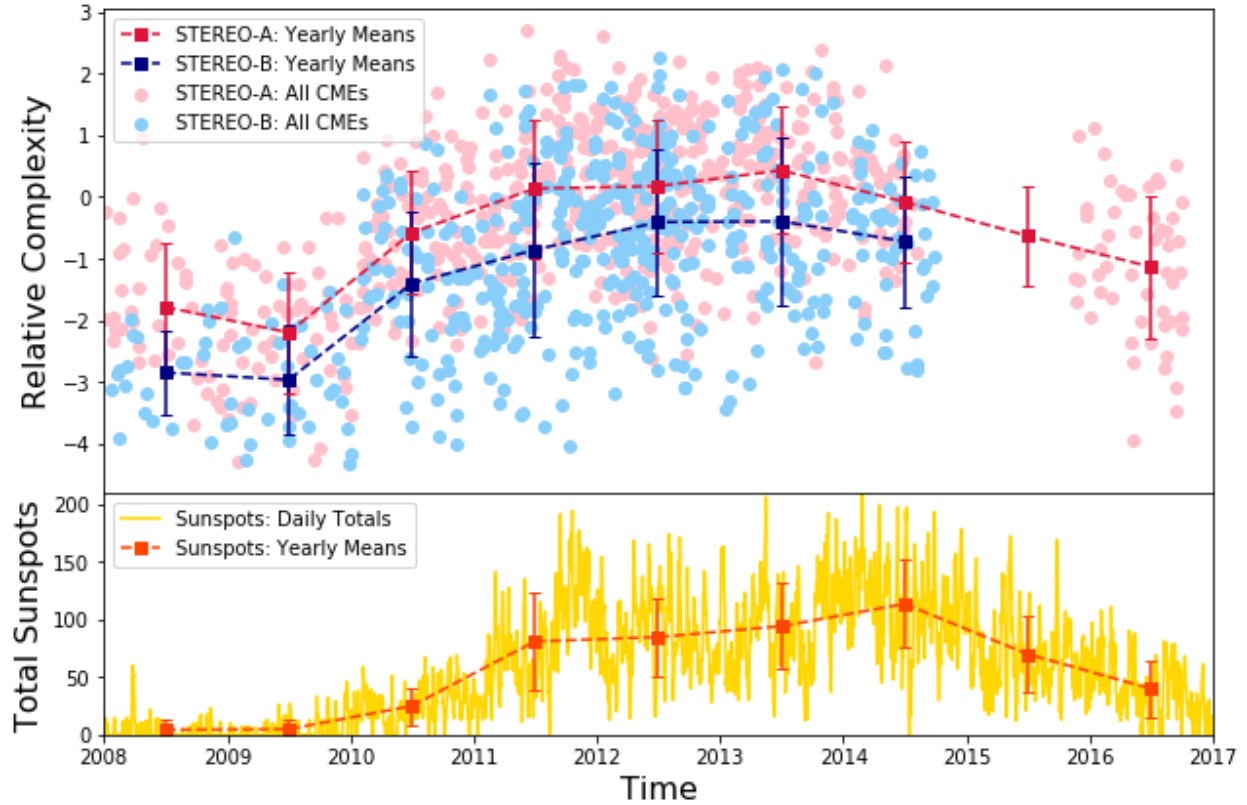 3
2
1
0
−1
−2
−3
−4
Relative Complexity
STEREO-A: Yearly Means
STEREO-B: Yearly Means
STEREO-A: All CMEs
STEREO-B: All CMEs
200
150
100
50
0
Total Sunspots
Sunspots: Daily Totals
Sunspots: Yearly Means
2008 2009 2010 2011 2012 2013 2014 2015 2016 2017
Time